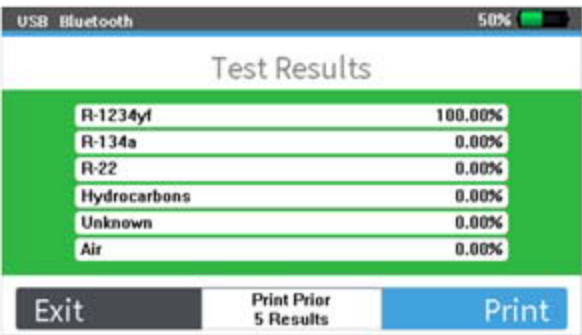 USB Bluetooth 50%
Test Results
R-1234yf 100.00%
R-134a 0.00%
R-22 0.00%
Hydrocarbons 0.00%
Unknown 0.00%
Air 0.00%
Exit
Print Prior
5 Results
Print